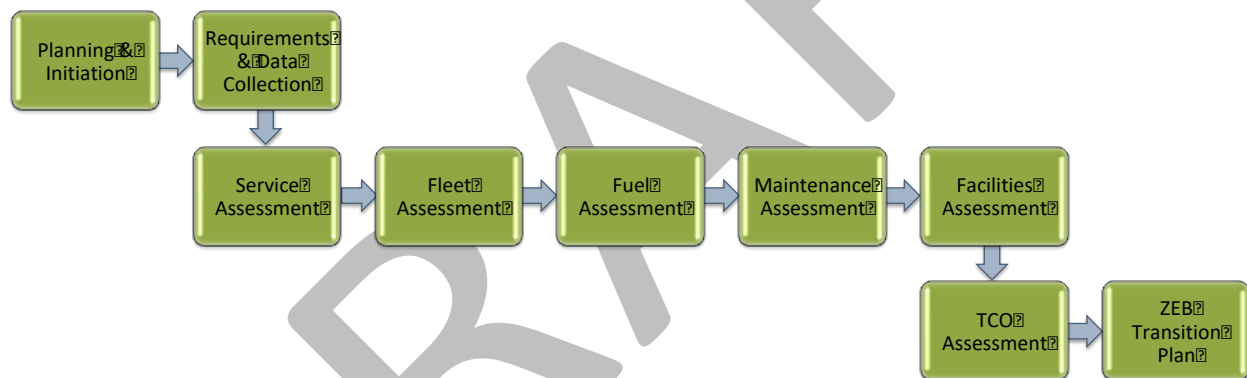 Planning &
Initiation
Requirements
& Data
Collection
Service
Assessment
Fleet
Assessment
Fuel
Assessment
Maintenance
Assessment
Facilities
Assessment
TCO
Assessment
ZEB
Transition
Plan